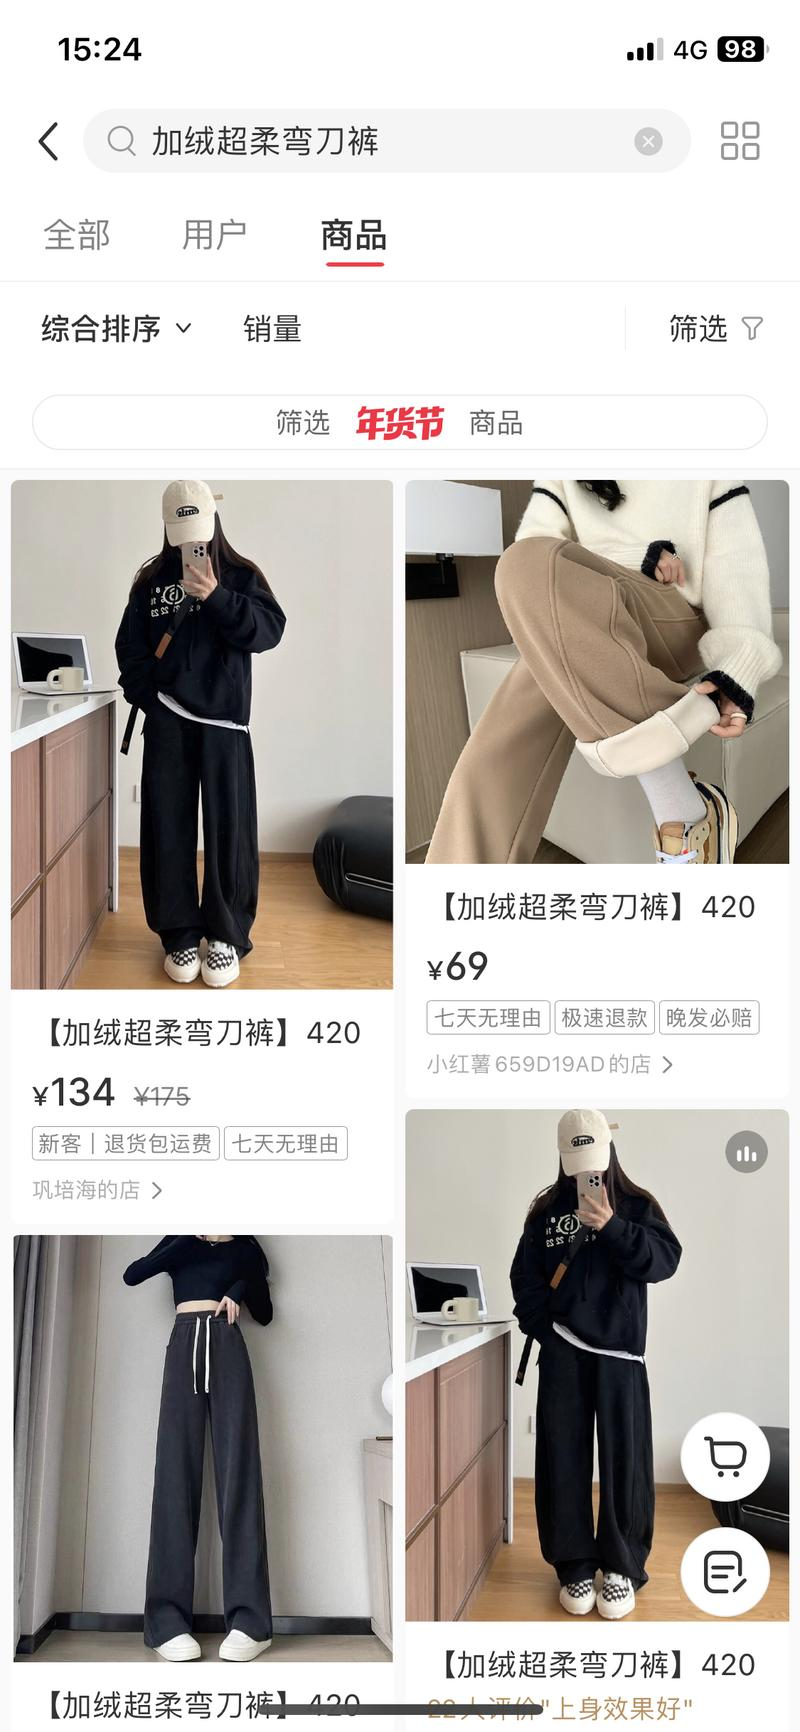 15:24
4G 98
加绒超柔弯刀裤
全部 用户 商品
综合排序 销量 筛选
筛选 年货节 商品
【加绒超柔弯刀裤】420
¥134 ¥175
新客｜退货包运费 七天无理由
巩培海的店
【加绒超柔弯刀裤】420
¥69
七天无理由 极速退款 晚发必赔
小红薯659D19AD的店
【加绒超柔弯刀裤】420
【加绒超柔弯刀裤】420
22人评价"上身效果好"